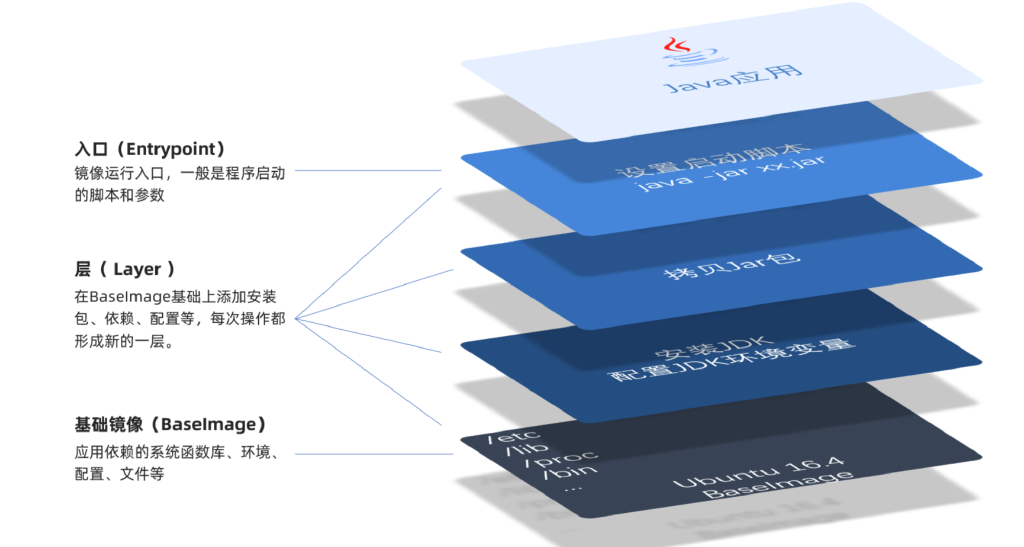 Java应用
入口（Entrypoint）
镜像运行入口，一般是程序启动
的脚本和参数
设置启动脚本
java -jar xx.jar
层（ Layer ）
在BaseImage基础上添加安装
包、依赖、配置等，每次操作都
形成新的一层。
拷贝Jar包
安装JDK
配置JDK环境变量
基础镜像（BaseImage）
应用依赖的系统函数库、环境、
配置、文件等
/etc
/lib
/proc
/bin
...
Ubuntu 16.4
BaseImage